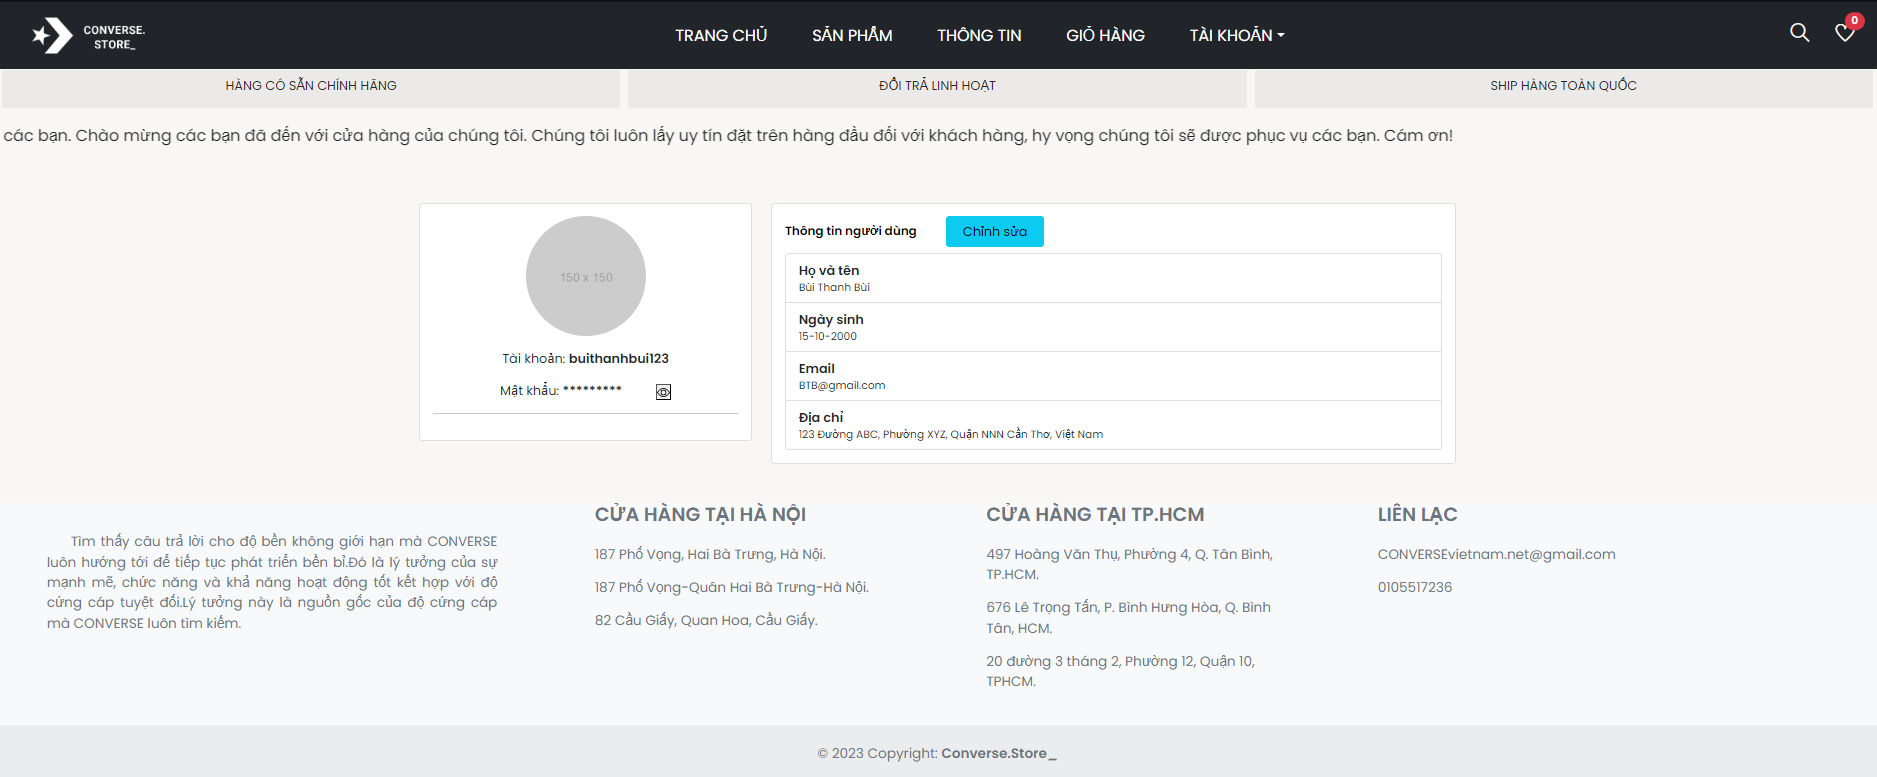 CONVERSE.
STORE_
TRANG CHỦ
SẢN PHẨM
THÔNG TIN
GIỎ HÀNG
TÀI KHOẢN
0
HÀNG CÓ SẴN CHÍNH HÃNG
ĐỔI TRẢ LINH HOẠT
SHIP HÀNG TOÀN QUỐC
các bạn. Chào mừng các bạn đã đến với cửa hàng của chúng tôi. Chúng tôi luôn lấy uy tín đặt trên hàng đầu đối với khách hàng, hy vọng chúng tôi sẽ được phục vụ các bạn. Cám ơn!
150 x 150
Tài khoản: buithanhbui123
Mật khẩu: *********
Thông tin người dùng
Chỉnh sửa
Họ và tên
Bùi Thanh Bùi
Ngày sinh
15-10-2000
Email
BTB@gmail.com
Địa chỉ
123 Đường ABC, Phường XYZ, Quận NNN Cần Thơ, Việt Nam
Tìm thấy câu trả lời cho độ bền không giới hạn mà CONVERSE
luôn hướng tới để tiếp tục phát triển bền bỉ.Đó là lý tưởng của sự
mạnh mẽ, chức năng và khả năng hoạt động tốt kết hợp với độ
cứng cáp tuyệt đối.Lý tưởng này là nguồn gốc của độ cứng cáp
mà CONVERSE luôn tìm kiếm.
CỬA HÀNG TẠI HÀ NỘI
187 Phố Vọng, Hai Bà Trưng, Hà Nội.
187 Phố Vọng-Quân Hai Bà Trưng-Hà Nội.
82 Cầu Giấy, Quan Hoa, Cầu Giấy.
CỬA HÀNG TẠI TP.HCM
497 Hoàng Văn Thụ, Phường 4, Q. Tân Bình,
TP.HCM.
676 Lê Trọng Tấn, P. Bình Hưng Hòa, Q. Bình
Tân, HCM.
20 đường 3 tháng 2, Phường 12, Quận 10,
TPHCM.
LIÊN LẠC
CONVERSEvietnam.net@gmail.com
0105517236
© 2023 Copyright: Converse.Store_